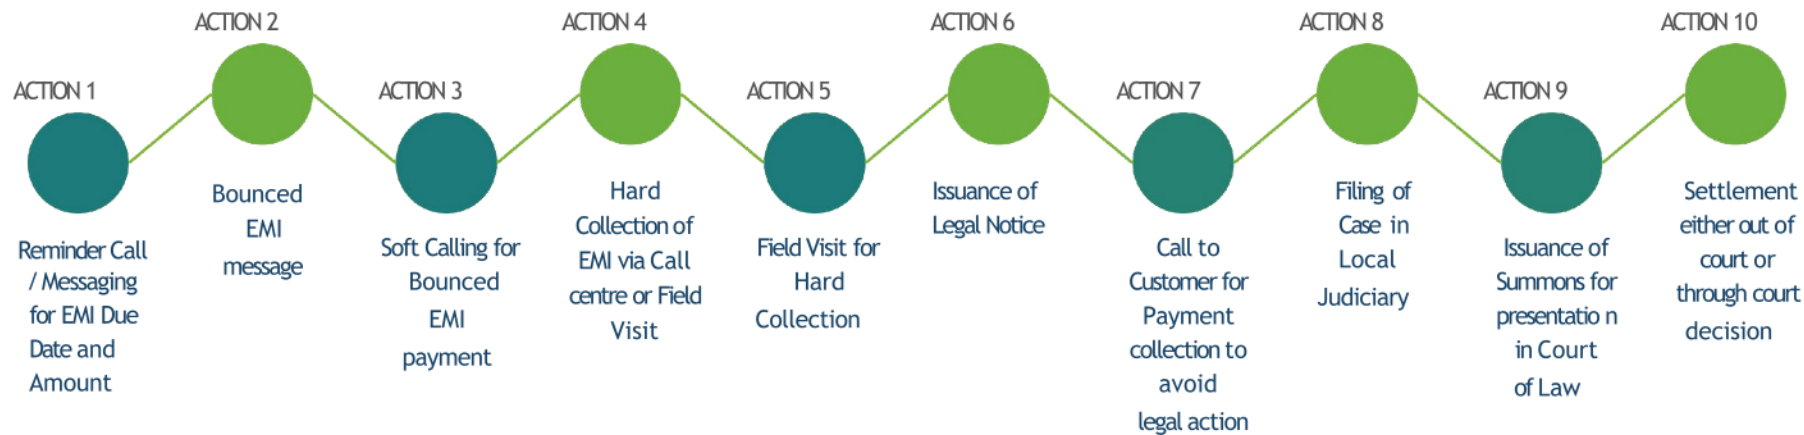 ACTION 1
Reminder Call
/ Messaging
for EMI Due
Date and
Amount
ACTION 2
Bounced
EMI
message
ACTION 3
Soft Calling for
Bounced
EMI
payment
ACTION 4
Hard
Collection of
EMI via Call
centre or Field
Visit
ACTION 5
Field Visit for
Hard
Collection
ACTION 6
Issuance of
Legal Notice
ACTION 7
Call to
Customer for
Payment
collection to
avoid
legal action
ACTION 8
Filing of
Case in
Local
Judiciary
ACTION 9
Issuance of
Summons for
presentatio n
in Court
of Law
ACTION 10
Settlement
either out of
court or
through court
decision